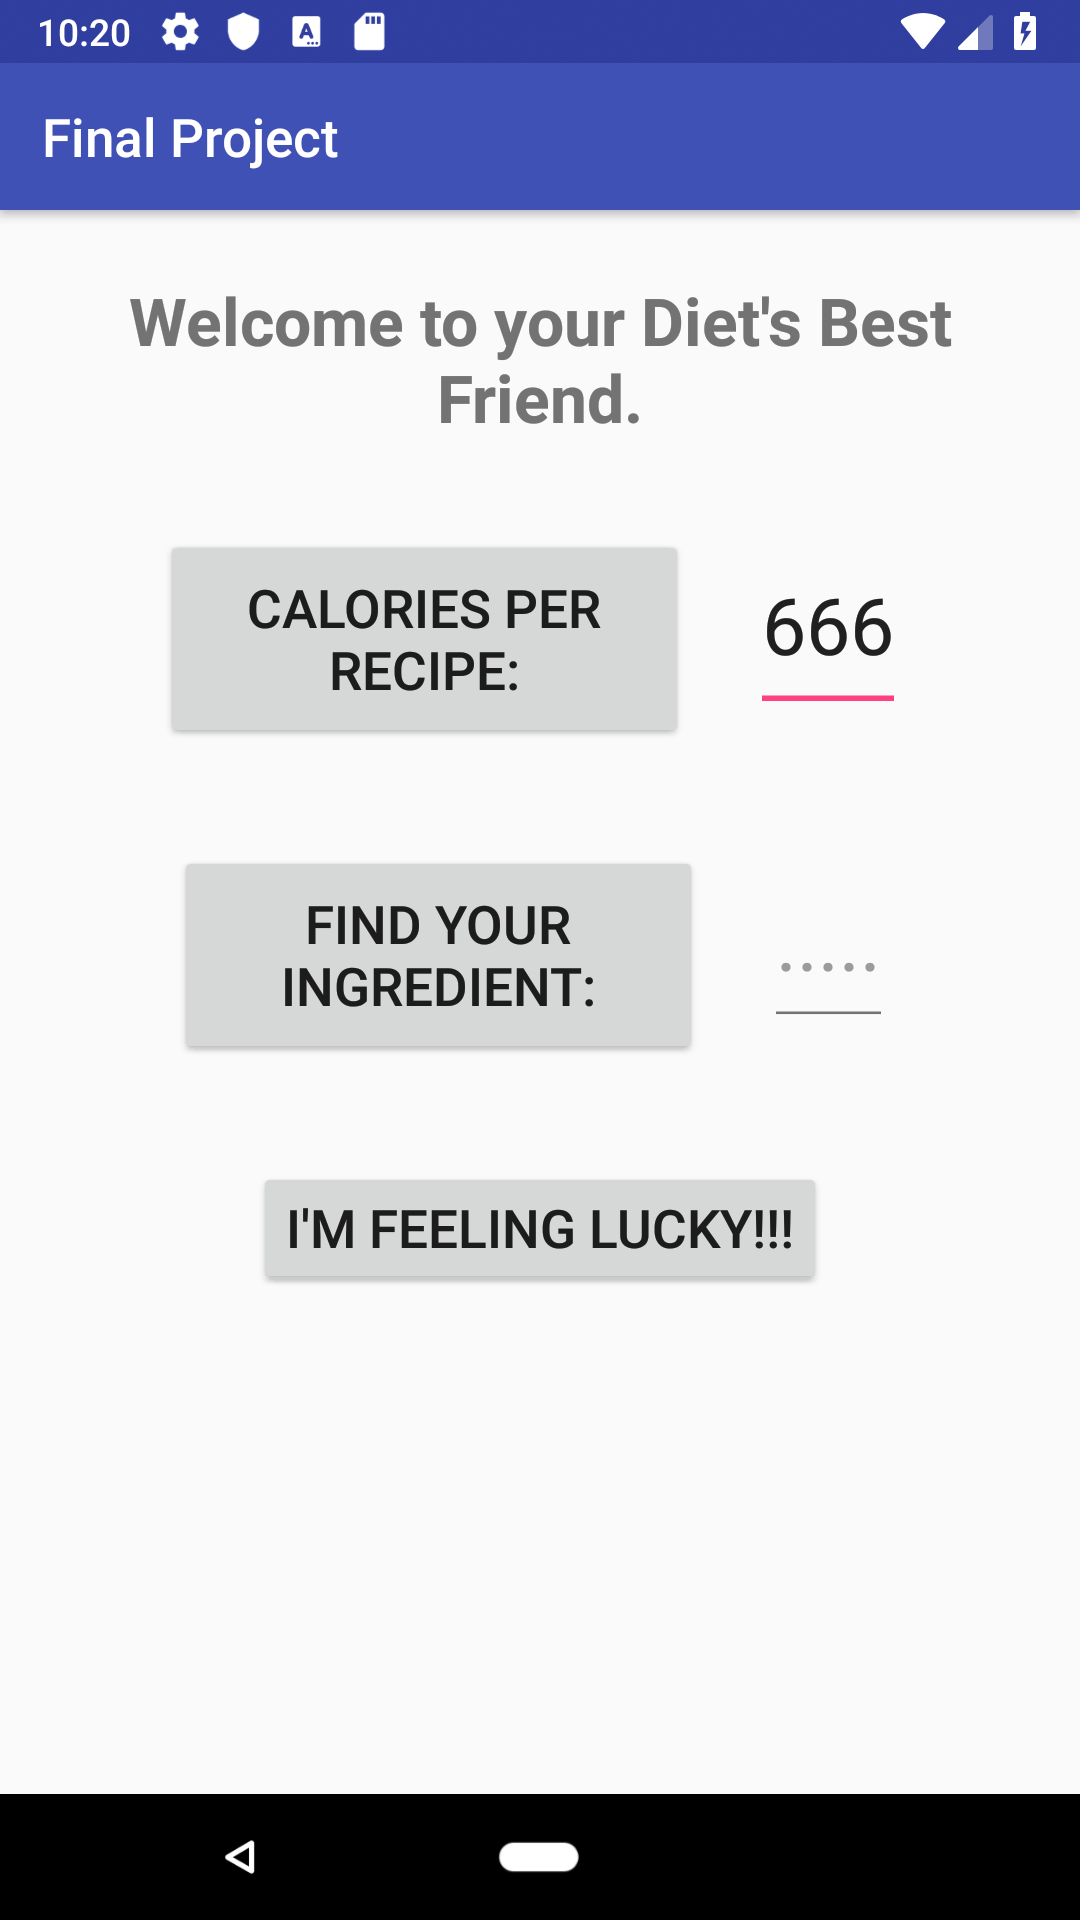 10:20
Final Project
Welcome to your Diet's Best
Friend.
CALORIES PER
RECIPE:
666
FIND YOUR
INGREDIENT:
.....
I'M FEELING LUCKY!!!